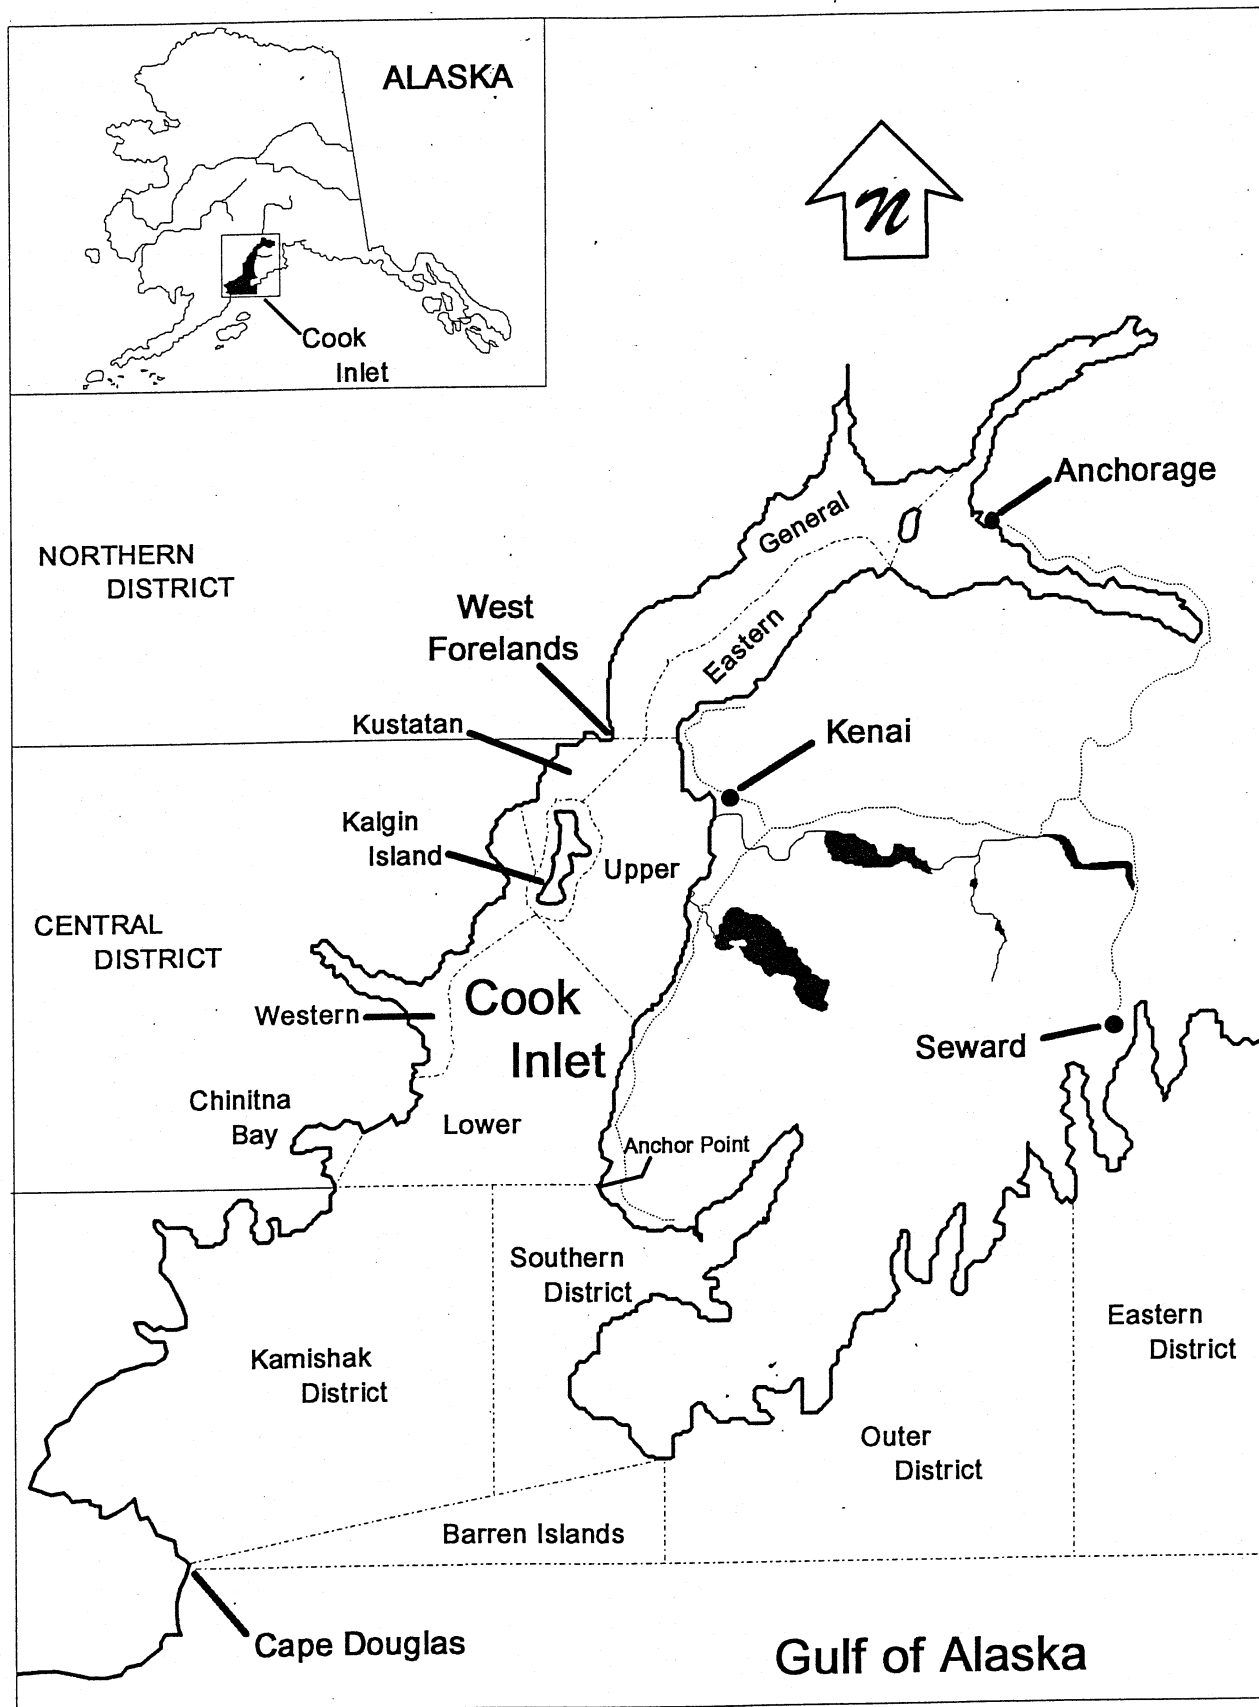 ALASKA
Cook
Inlet
N
Anchorage
General
NORTHERN
DISTRICT
West
Forelands
Eastern
Kustatan
Kenai
Kalgin
Island
Upper
CENTRAL
DISTRICT
Western
Cook
Inlet
Seward
Chinitna
Bay
Lower
Anchor Point
Southern
District
Eastern
District
Kamishak
District
Outer
District
Barren Islands
Cape Douglas
Gulf of Alaska